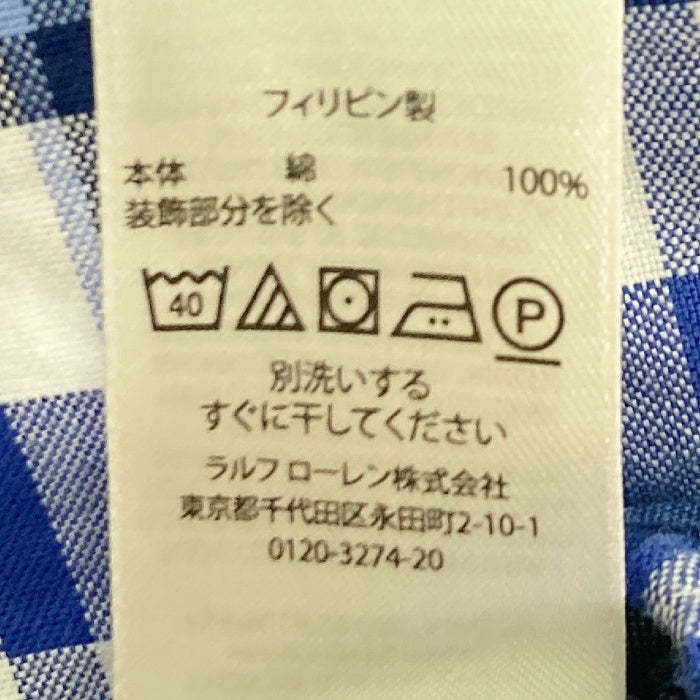 フィリピン製
本体 綿 100%
装飾部分を除く
40 P
別洗いする
すぐに干してください
ラルフ ローレン株式会社
東京都千代田区永田町2-10-1
0120-3274-20